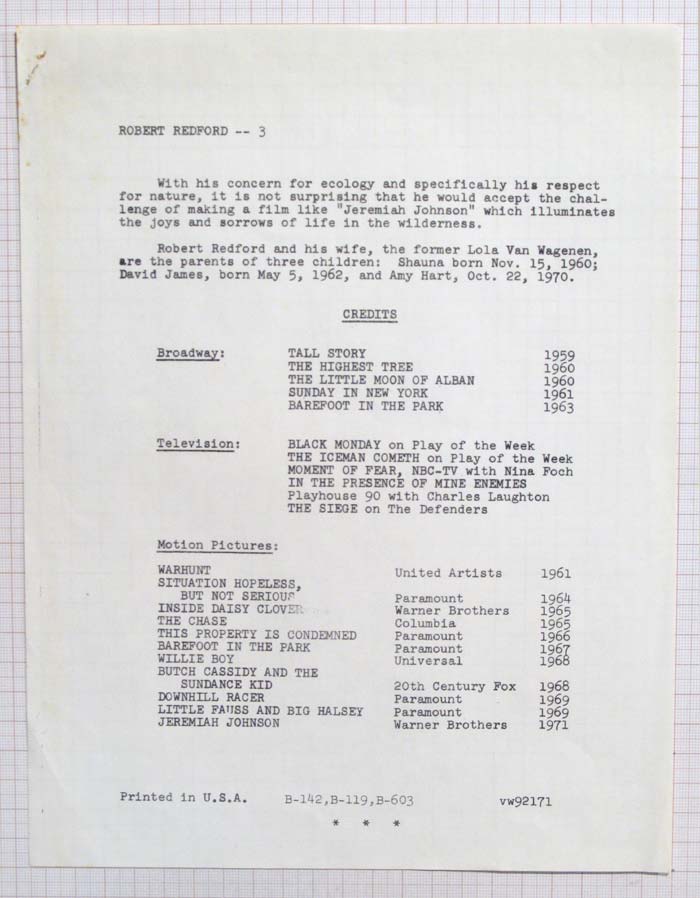 ROBERT REDFORD -- 3
With his concern for ecology and specifically his respect
for nature, it is not surprising that he would accept the chal-
lenge of making a film like "Jeremiah Johnson" which illuminates
the joys and sorrows of life in the wilderness.
Robert Redford and his wife, the former Lola Van Wagenen,
are the parents of three children: Shauna born Nov. 15, 1960;
David James, born May 5, 1962, and Amy Hart, Oct. 22, 1970.
CREDITS
Broadway: TALL STORY 1959
THE HIGHEST TREE 1960
THE LITTLE MOON OF ALBAN 1960
SUNDAY IN NEW YORK 1961
BAREFOOT IN THE PARK 1963
Television: BLACK MONDAY on Play of the Week
THE ICEMAN COMETH on Play of the Week
MOMENT OF FEAR, NBC-TV with Nina Foch
IN THE PRESENCE OF MINE ENEMIES
Playhouse 90 with Charles Laughton
THE SIEGE on The Defenders
Motion Pictures:
WARHUNT United Artists 1961
SITUATION HOPELESS,
BUT NOT SERIOUS Paramount 1964
INSIDE DAISY CLOVER Warner Brothers 1965
THE CHASE Columbia 1965
THIS PROPERTY IS CONDEMNED Paramount 1966
BAREFOOT IN THE PARK Paramount 1967
WILLIE BOY Universal 1968
BUTCH CASSIDY AND THE
SUNDANCE KID 20th Century Fox 1968
DOWNHILL RACER Paramount 1969
LITTLE FAUSS AND BIG HALSEY Paramount 1969
JEREMIAH JOHNSON Warner Brothers 1971
Printed in U.S.A. B-142,B-119,B-603 vw92171
* * *